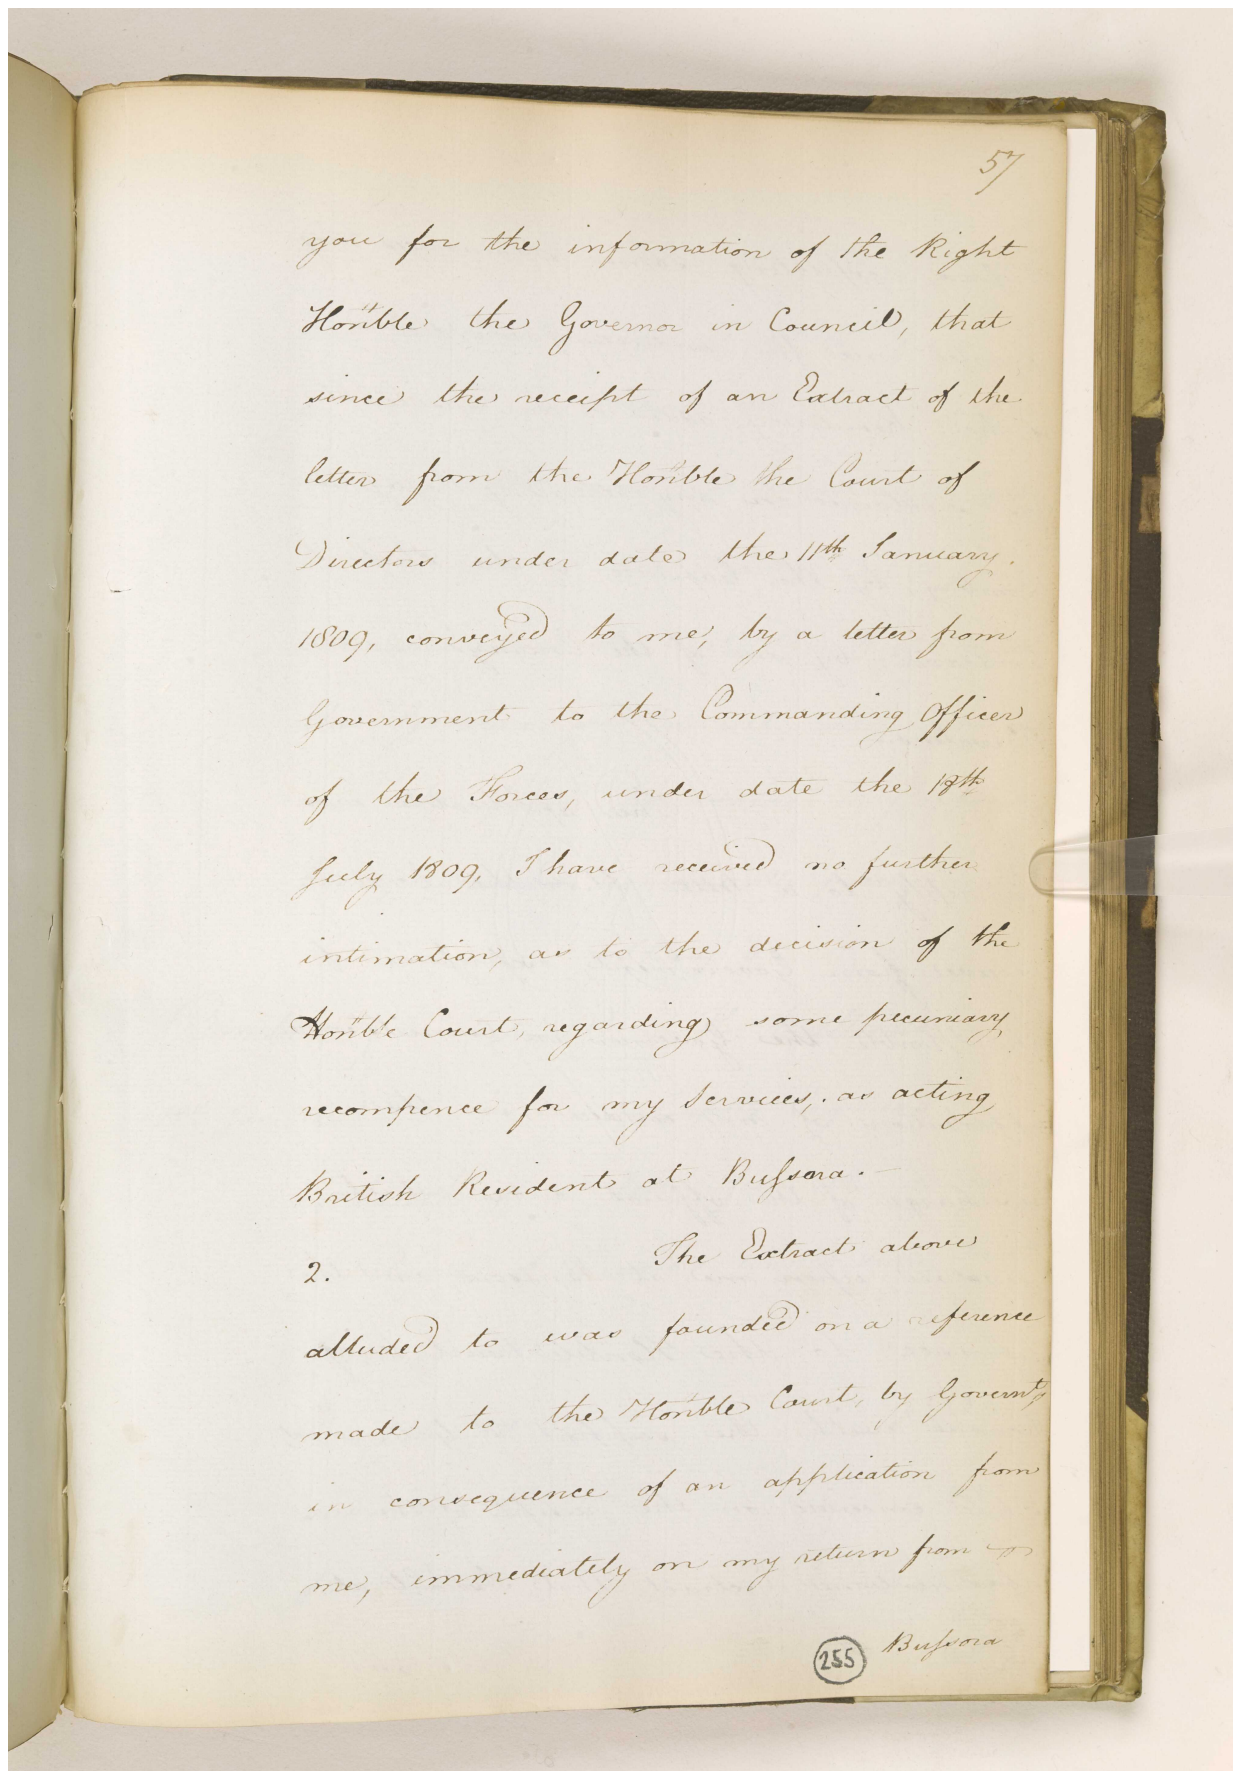 57
you for the information of the Right
Hon'ble the Governor in Council, that
since the receipt of an Extract of the
letter from the Hon'ble the Court of
Directors under date the 11th January.
1809, conveyed to me, by a letter from
Government to the Commanding Officer
of the Forces, under date the 18th
July 1809, I have received no further
intimation, as to the decision of the
Hon'ble Court, regarding some pecuniary
recompence for my Services, as acting
British Resident at Bussora. —
2. The Extract above
alluded to was founded on a reference
made to the Hon'ble Court, by Governt
in consequence of an application from
me, immediately on my return from
Bussora
255